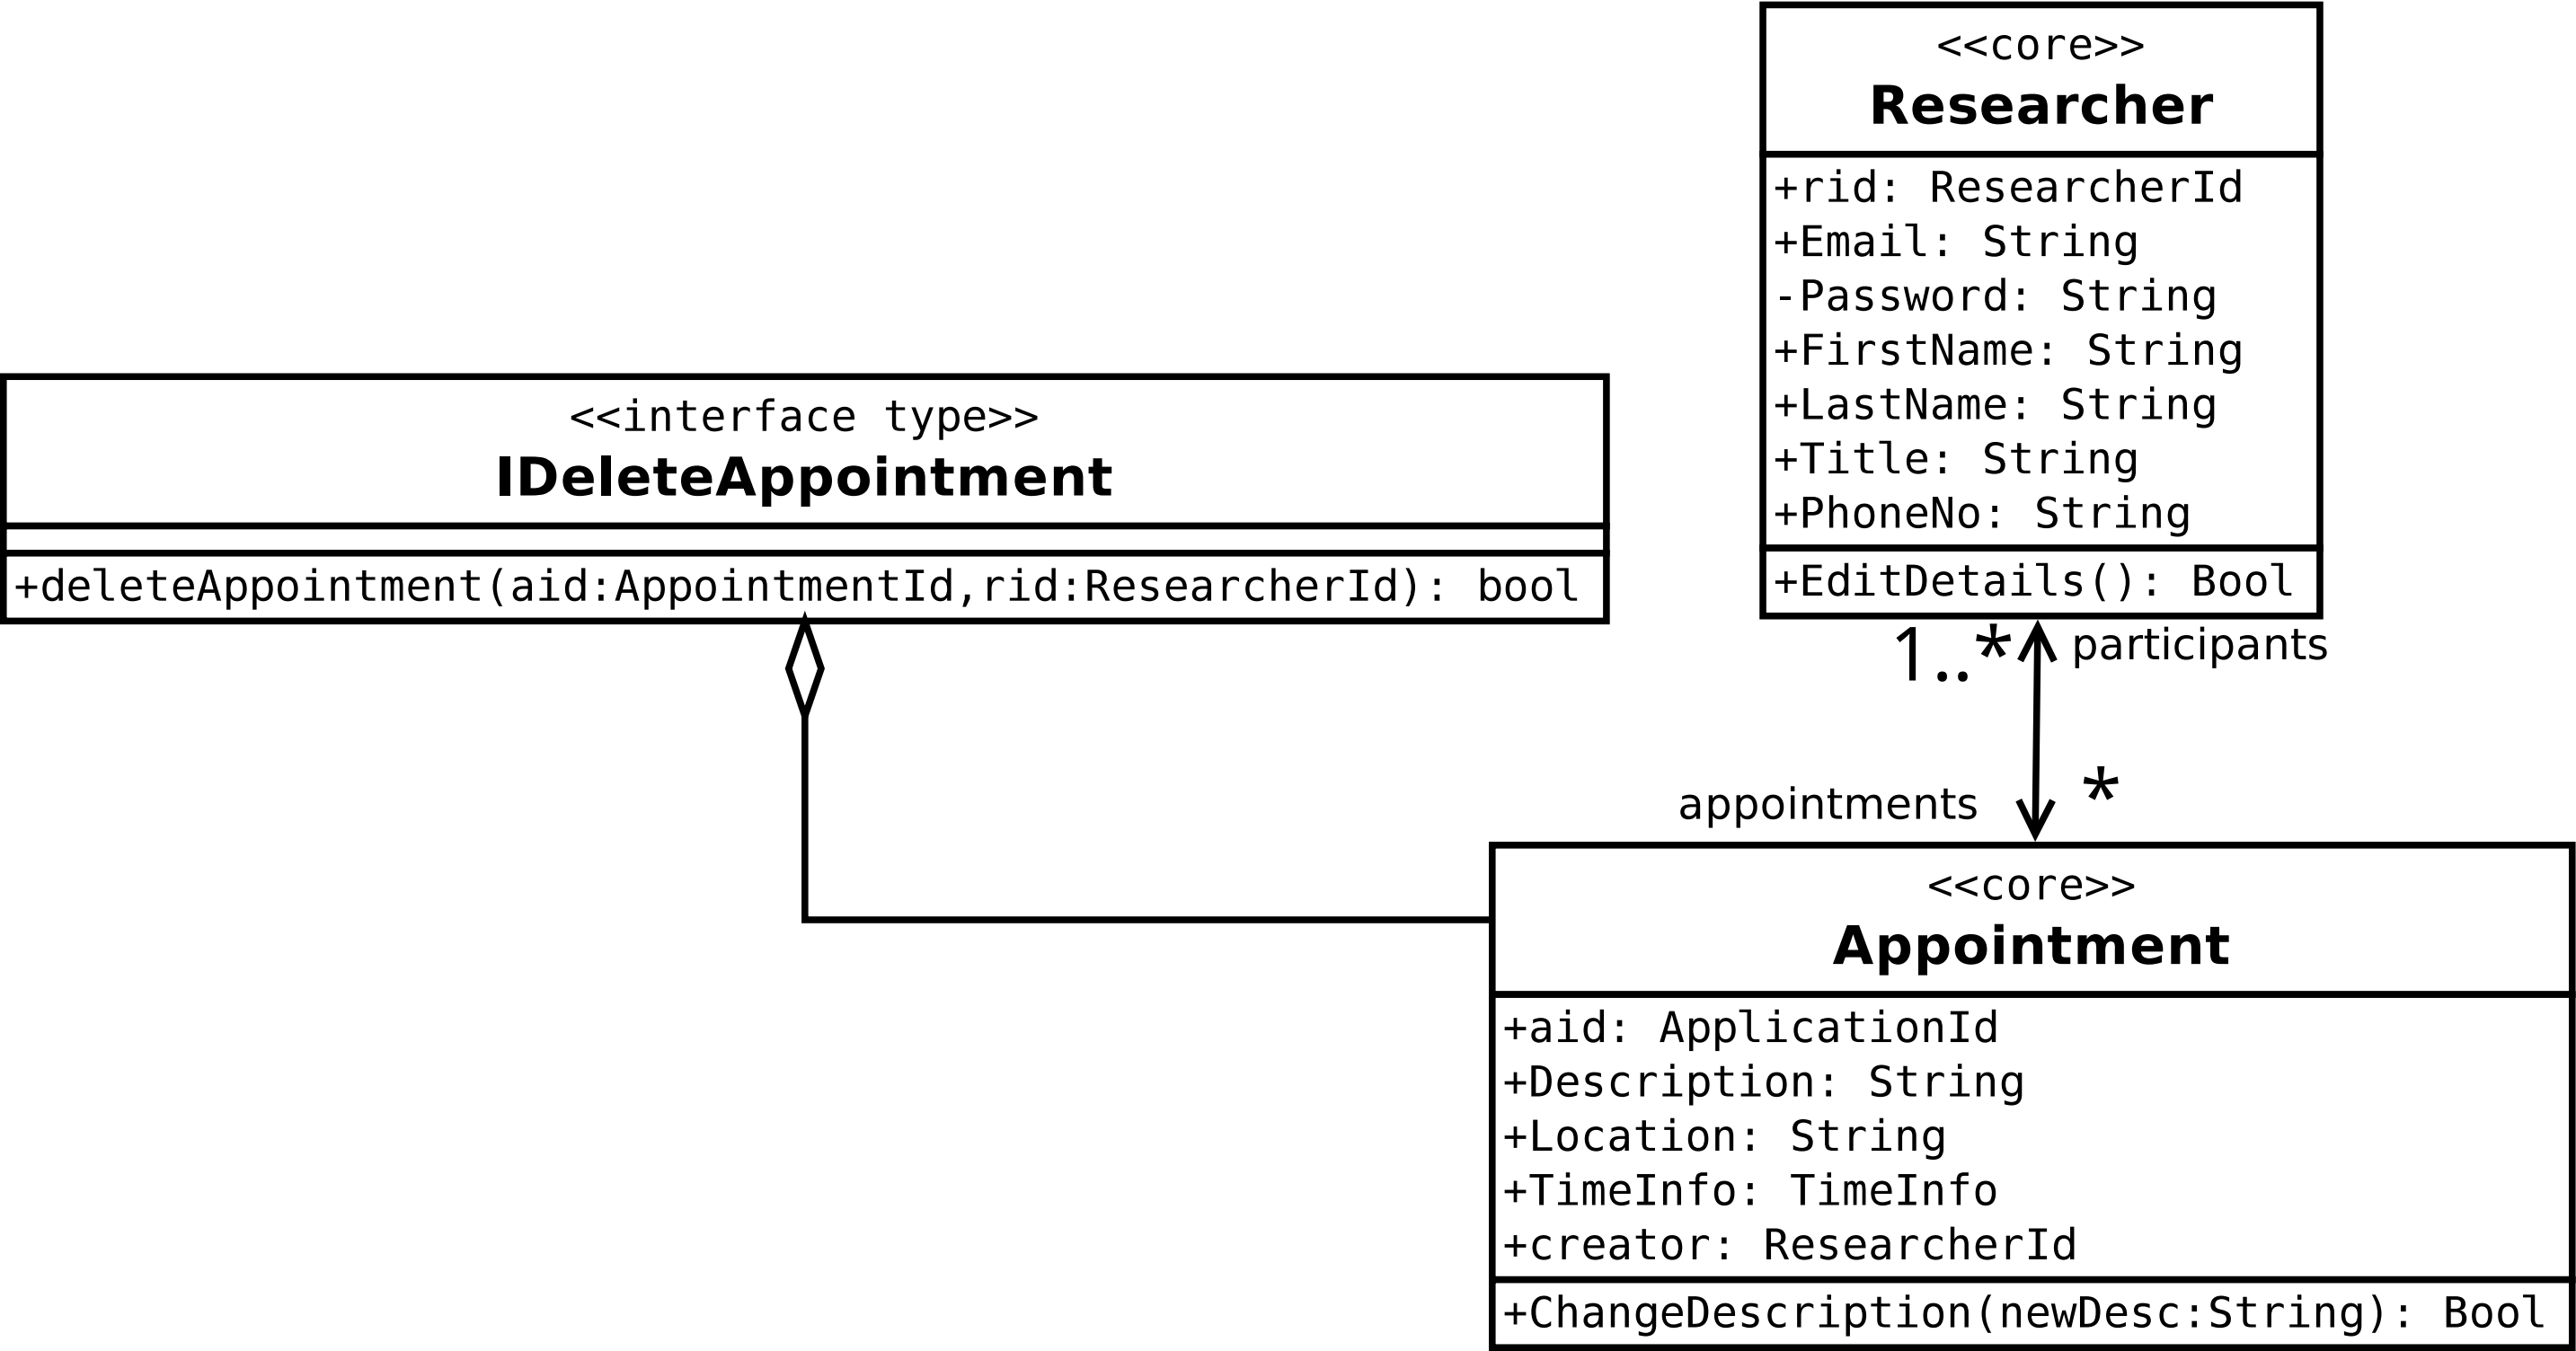 <<core>>
Researcher
+rid: ResearcherId
+Email: String
-Password: String
+FirstName: String
+LastName: String
+Title: String
+PhoneNo: String
+EditDetails(): Bool
<<interface type>>
IDeleteAppointment
+deleteAppointment(aid:AppointmentId,rid:ResearcherId): bool
1..* participants
appointments *
<<core>>
Appointment
+aid: ApplicationId
+Description: String
+Location: String
+TimeInfo: TimeInfo
+creator: ResearcherId
+ChangeDescription(newDesc:String): Bool